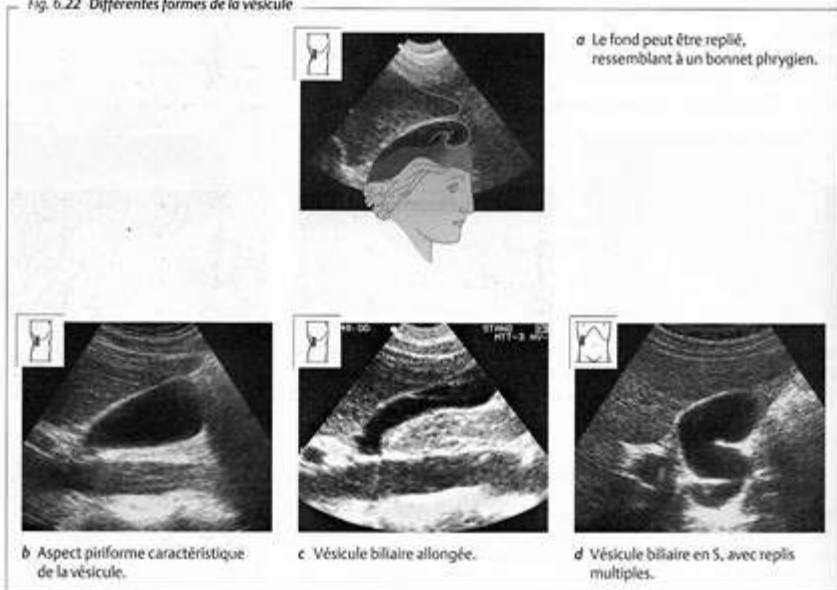 Fig. 6.22 Différentes formes de la vésicule
a Le fond peut être replié,
ressemblant à un bonnet phrygien.
b Aspect piriforme caractéristique
de la vésicule.
c Vésicule biliaire allongée.
d Vésicule biliaire en S, avec replis
multiples.